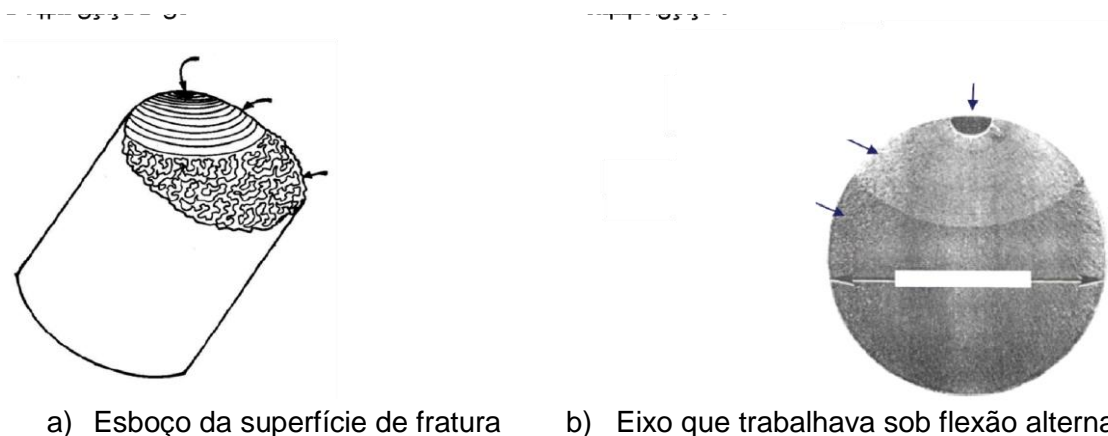 a) Esboço da superfície de fratura
b) Eixo que trabalhava sob flexão alterna